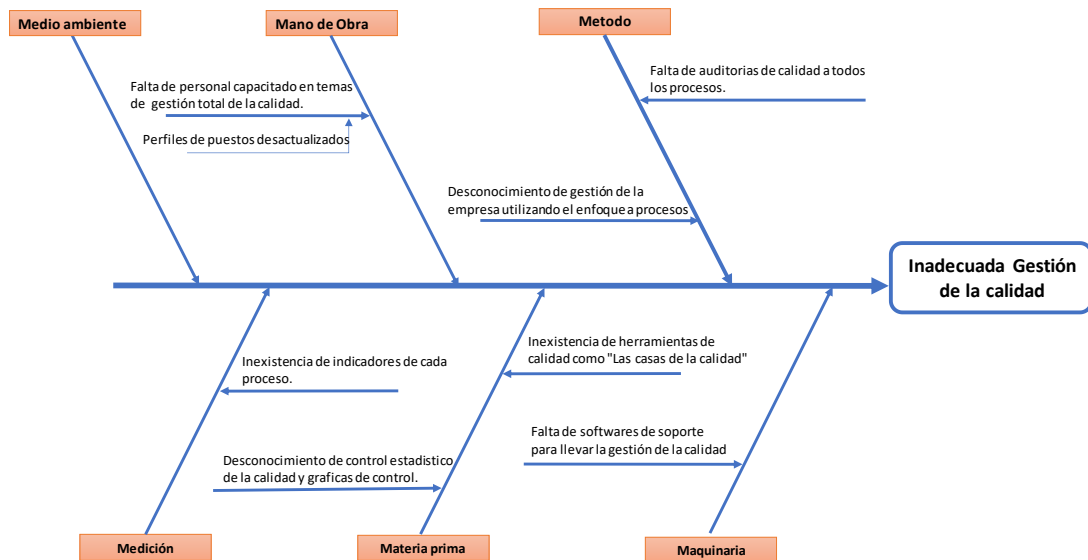 Medio ambiente
Mano de Obra
Metodo
Falta de auditorias de calidad a todos
los procesos.
Falta de personal capacitado en temas
de gestión total de la calidad.
Perfiles de puestos desactualizados
Desconocimiento de gestión de la
empresa utilizando el enfoque a procesos
Inadecuada Gestión
de la calidad
Inexistencia de indicadores de cada
proceso.
Inexistencia de herramientas de
calidad como "Las casas de la calidad"
Falta de softwares de soporte
para llevar la gestión de la calidad
Desconocimiento de control estadístico
de la calidad y graficas de control.
Medición
Materia prima
Maquinaria